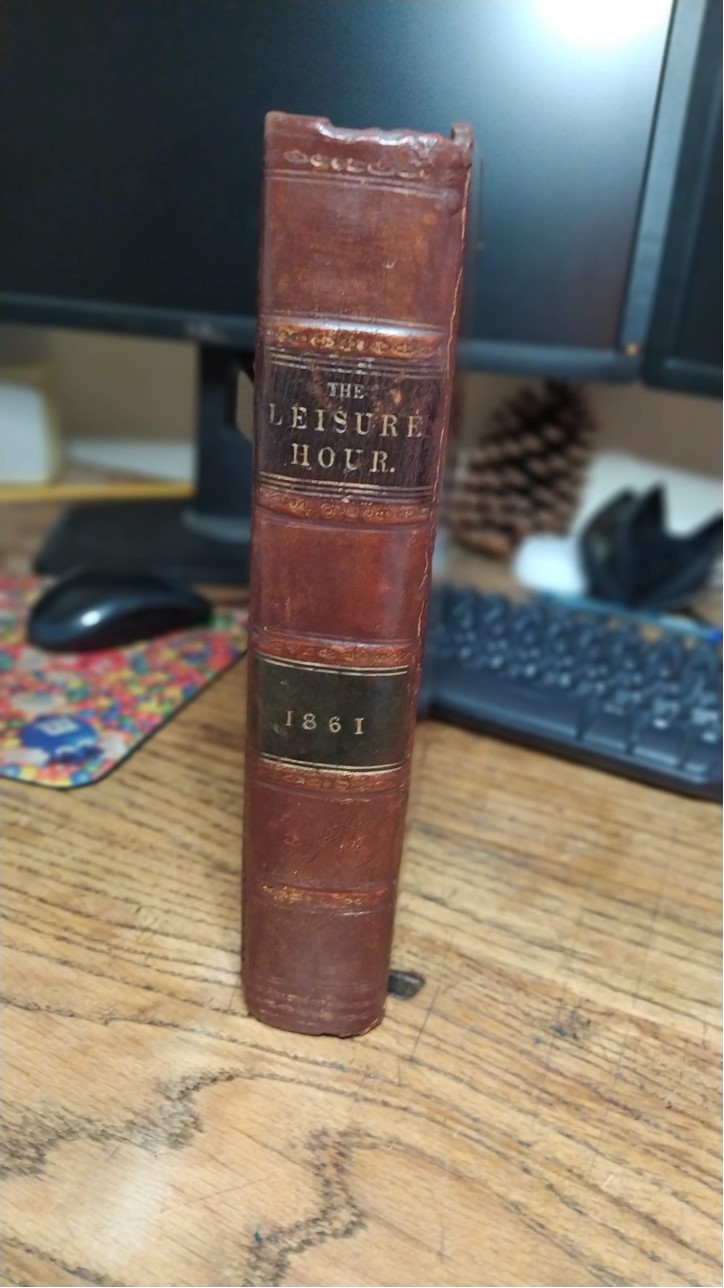 THE
LEISURE
HOUR.
1861